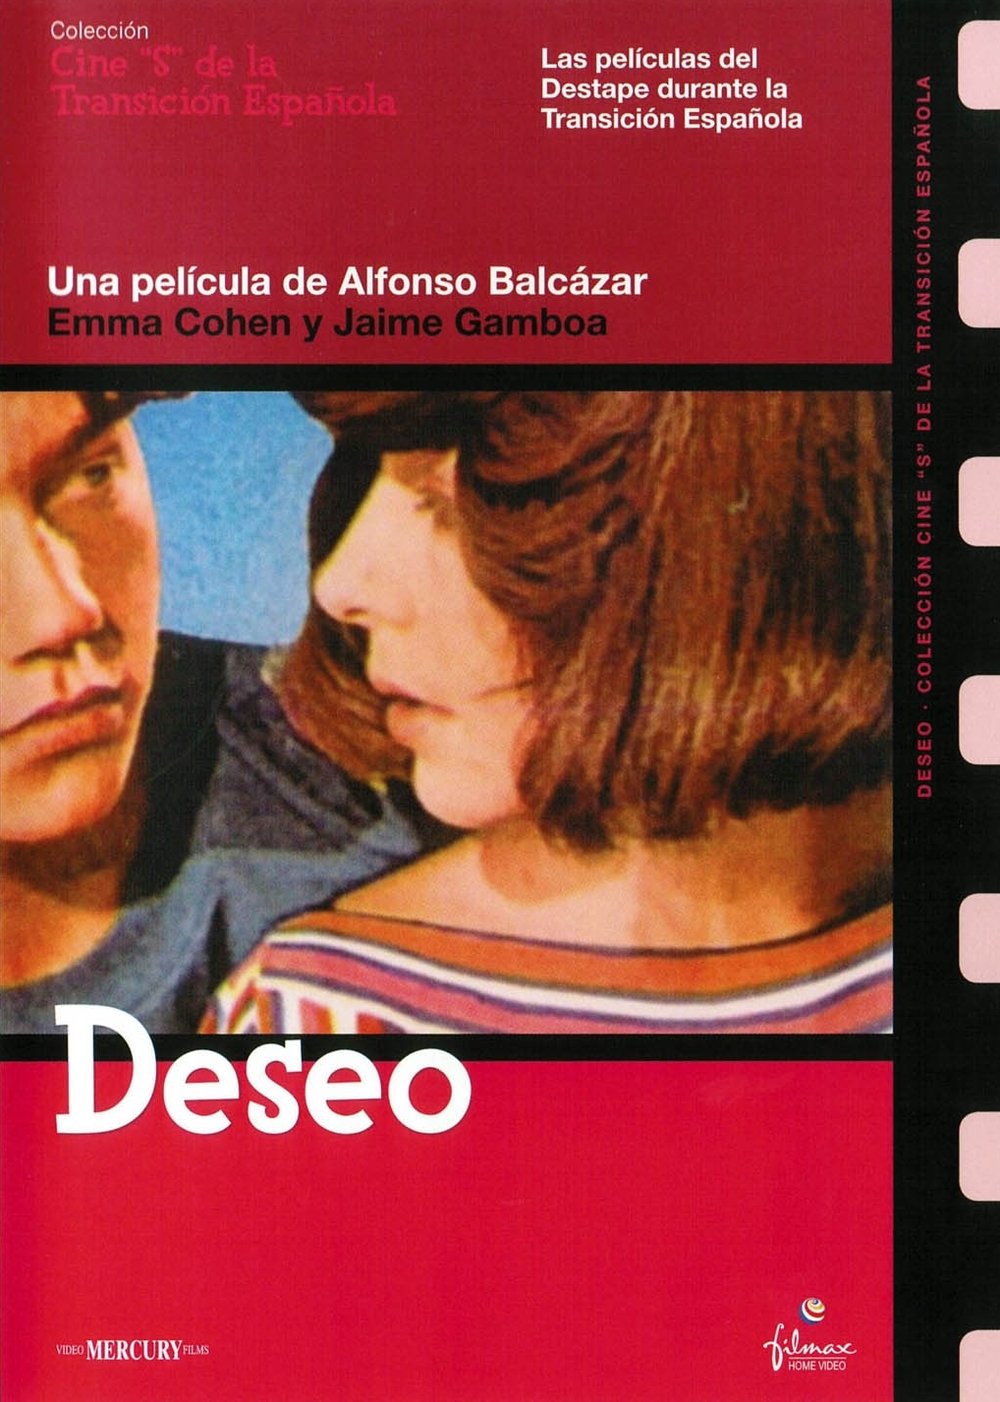 Colección
Cine "S" de la
Transición Española
Las películas del
Destape durante la
Transición Española
Una película de Alfonso Balcázar
Emma Cohen y Jaime Gamboa
DESEO · COLECCIÓN CINE "S" DE LA TRANSICIÓN ESPAÑOLA
Deseo
VIDEO MERCURY FILMS
filmax
HOME VIDEO